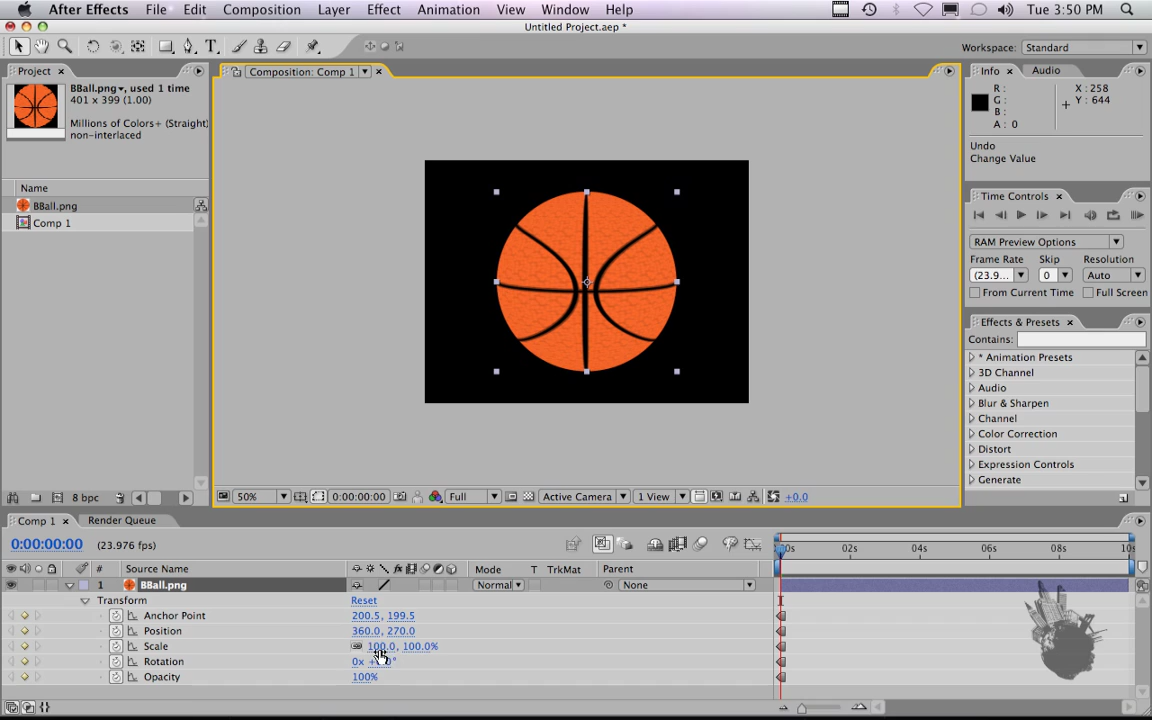 After Effects File Edit Composition Layer Effect Animation View Window Help Tue 3:50 PM
Untitled Project.aep *
T Workspace: Standard
Project Composition: Comp 1 Info Audio
BBall.png, used 1 time
401 x 399 (1.00)
Millions of Colors+ (Straight)
non-interlaced
R : X : 258
G : Y : 644
B :
A : 0
Undo
Change Value
Name
BBall.png
Comp 1
Time Controls
RAM Preview Options
Frame Rate Skip Resolution
(23.9... 0 Auto
From Current Time Full Screen
Effects & Presets
Contains:
* Animation Presets
3D Channel
Audio
Blur & Sharpen
Channel
Color Correction
Distort
Expression Controls
Generate
8 bpc 50% 0:00:00:00 Full Active Camera 1 View +0.0
Comp 1 Render Queue
0:00:00:00 (23.976 fps)
02s 04s 06s 08s
# Source Name Mode T TrkMat Parent
1 BBall.png Normal None
Transform Reset
Anchor Point 200.5, 199.5
Position 360.0, 270.0
Scale 100.0, 100.0%
Rotation 0x
Opacity 100%